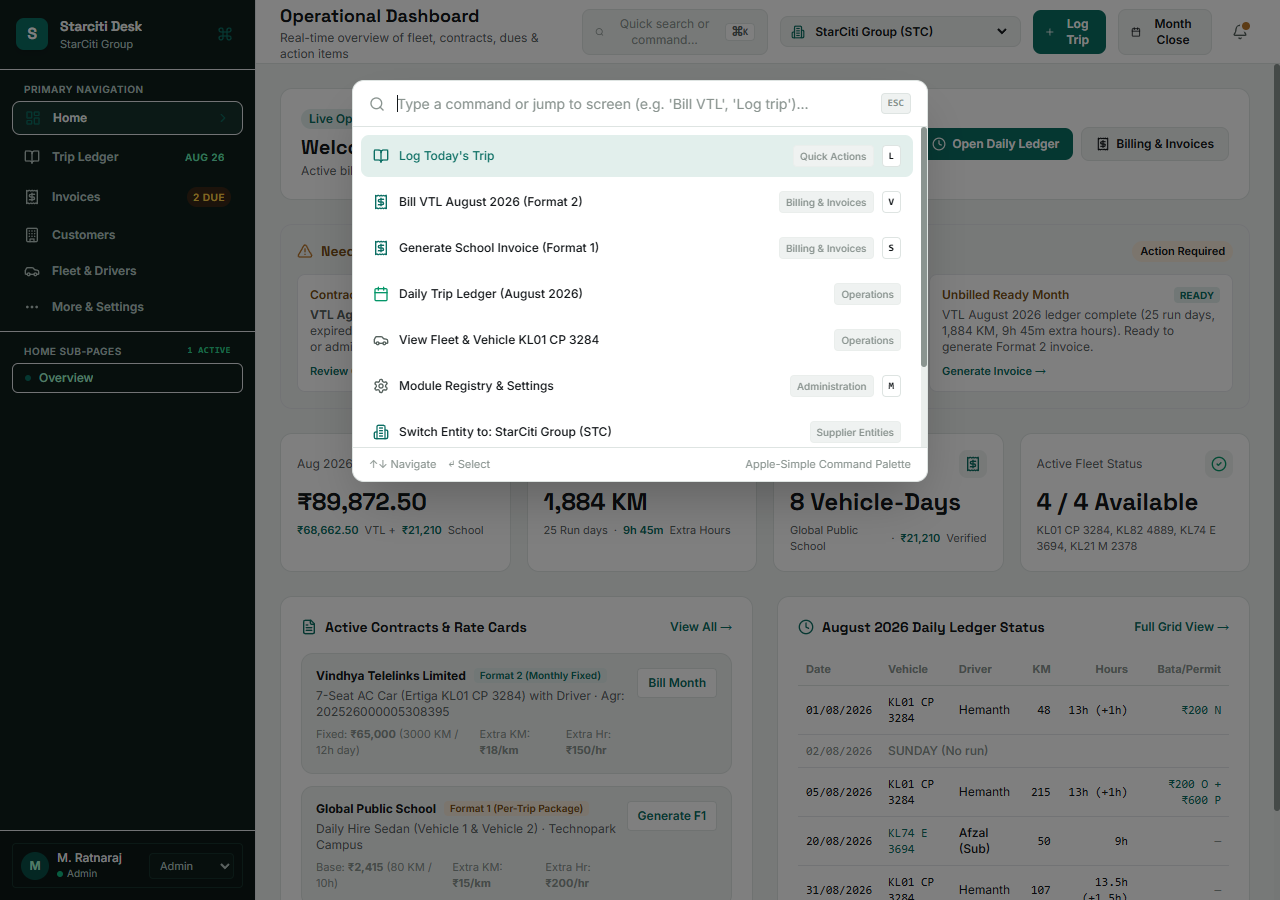 S
Starciti Desk
StarCiti Group
⌘
PRIMARY NAVIGATION
Home
Trip Ledger
AUG 26
Invoices
2 DUE
Customers
Fleet & Drivers
More & Settings
HOME SUB-PAGES
1 ACTIVE
Overview
M
M. Ratnaraj
Admin
Admin
Operational Dashboard
Real-time overview of fleet, contracts, dues &
action items
Quick search or
command...
⌘K
StarCiti Group (STC)
+ Log
Trip
Month
Close
Live Op
Welc
Active bil
Open Daily Ledger
Billing & Invoices
Type a command or jump to screen (e.g. 'Bill VTL', 'Log trip')...
ESC
Log Today's Trip
Quick Actions
L
Bill VTL August 2026 (Format 2)
Billing & Invoices
V
Generate School Invoice (Format 1)
Billing & Invoices
S
Daily Trip Ledger (August 2026)
Operations
View Fleet & Vehicle KL01 CP 3284
Operations
Module Registry & Settings
Administration
M
Switch Entity to: StarCiti Group (STC)
Supplier Entities
↑↓ Navigate
↵ Select
Apple-Simple Command Palette
Nee
Action Required
Contrac
VTL Ag
expired
or admi
Review
Unbilled Ready Month
READY
VTL August 2026 ledger complete (25 run days,
1,884 KM, 9h 45m extra hours). Ready to
generate Format 2 invoice.
Generate Invoice →
Aug 2026
₹89,872.50
₹68,662.50 VTL + ₹21,210 School
1,884 KM
25 Run days · 9h 45m Extra Hours
8 Vehicle-Days
Global Public
School
· ₹21,210 Verified
Active Fleet Status
4 / 4 Available
KL01 CP 3284, KL82 4889, KL74 E
3694, KL21 M 2378
Active Contracts & Rate Cards
View All →
Vindhya Telelinks Limited
Format 2 (Monthly Fixed)
Bill Month
7-Seat AC Car (Ertiga KL01 CP 3284) with Driver · Agr:
202526000005308395
Fixed: ₹65,000 (3000 KM /
12h day)
Extra KM:
₹18/km
Extra Hr:
₹150/hr
Global Public School
Format 1 (Per-Trip Package)
Generate F1
Daily Hire Sedan (Vehicle 1 & Vehicle 2) · Technopark
Campus
Base: ₹2,415 (80 KM /
10h)
Extra KM:
₹15/km
Extra Hr:
₹200/hr
August 2026 Daily Ledger Status
Full Grid View →
Date Vehicle Driver KM Hours Bata/Permit
01/08/2026 KL01 CP
3284 Hemanth 48 13h (+1h) ₹200 N
02/08/2026 SUNDAY (No run)
05/08/2026 KL01 CP
3284 Hemanth 215 13h (+1h) ₹200 O +
₹600 P
20/08/2026 KL74 E
3694 Afzal
(Sub) 50 9h —
31/08/2026 KL01 CP
3284 Hemanth 107 13.5h
(+1.5h) —